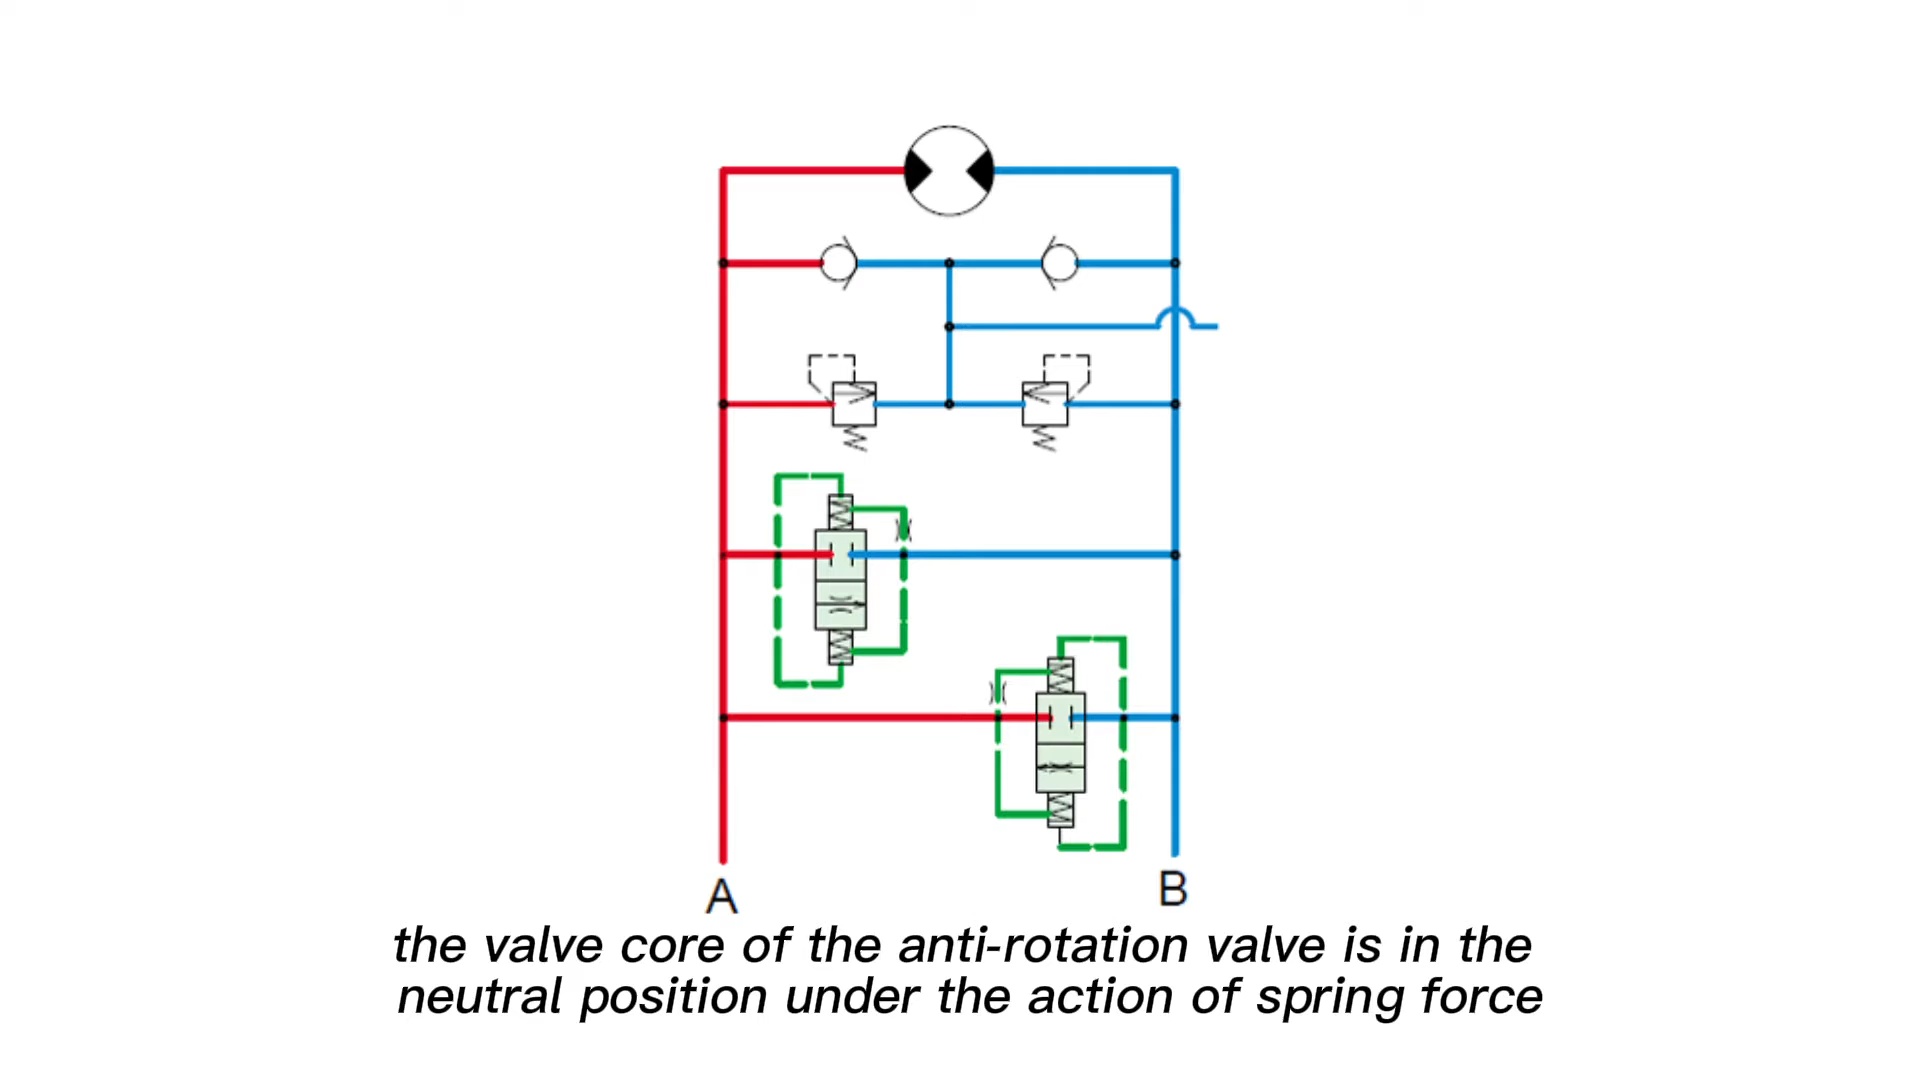 A
B
the valve core of the anti-rotation valve is in the
neutral position under the action of spring force